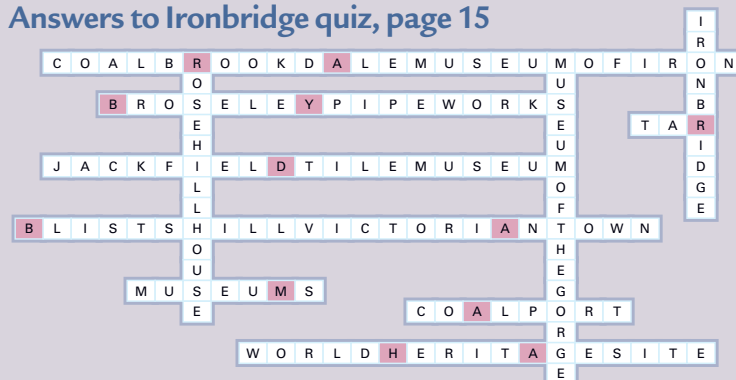 Answers to Ironbridge quiz, page 15
IRONBRIDGE
COALBROOKDALEMUSEUMOFIRON
ROSEHILLHOUSE
MUSEUMOFTHEGORGE
BROSELEYPIPEWORKS
TAR
JACKFIELDTILEMUSEUM
BLISTSHILLVICTORIANTOWN
MUSEUMS
COALPORT
WORLDHERITAGESITE